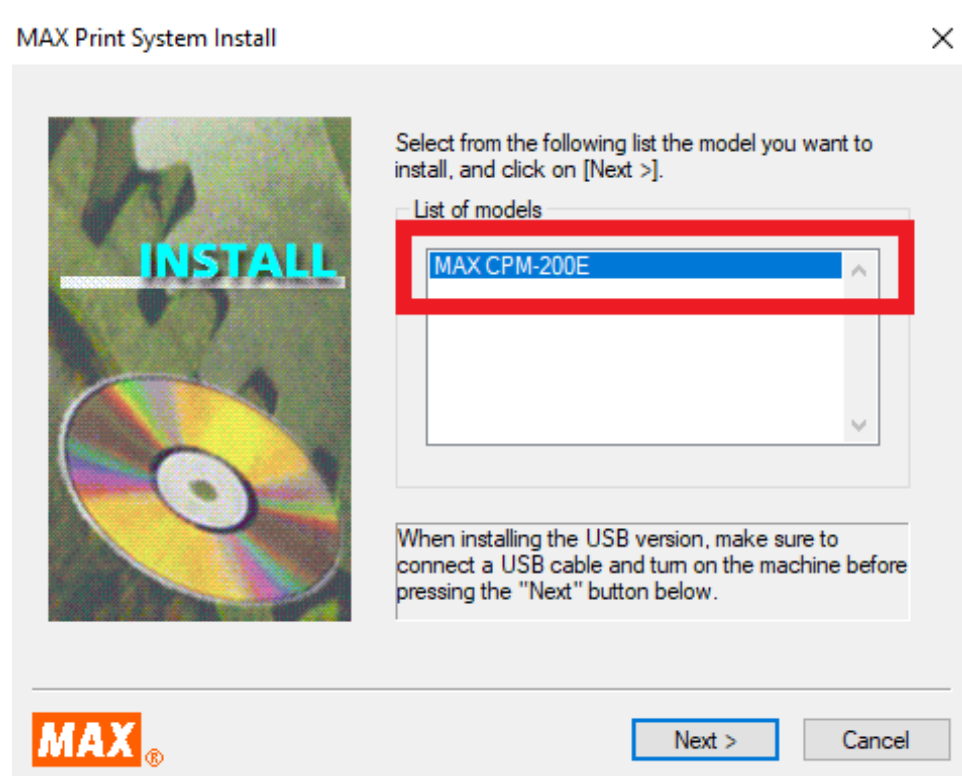 MAX Print System Install
INSTALL
Select from the following list the model you want to
install, and click on [Next >].
List of models
MAX CPM-200E
When installing the USB version, make sure to
connect a USB cable and turn on the machine before
pressing the "Next" button below.
MAX ®
Next >
Cancel